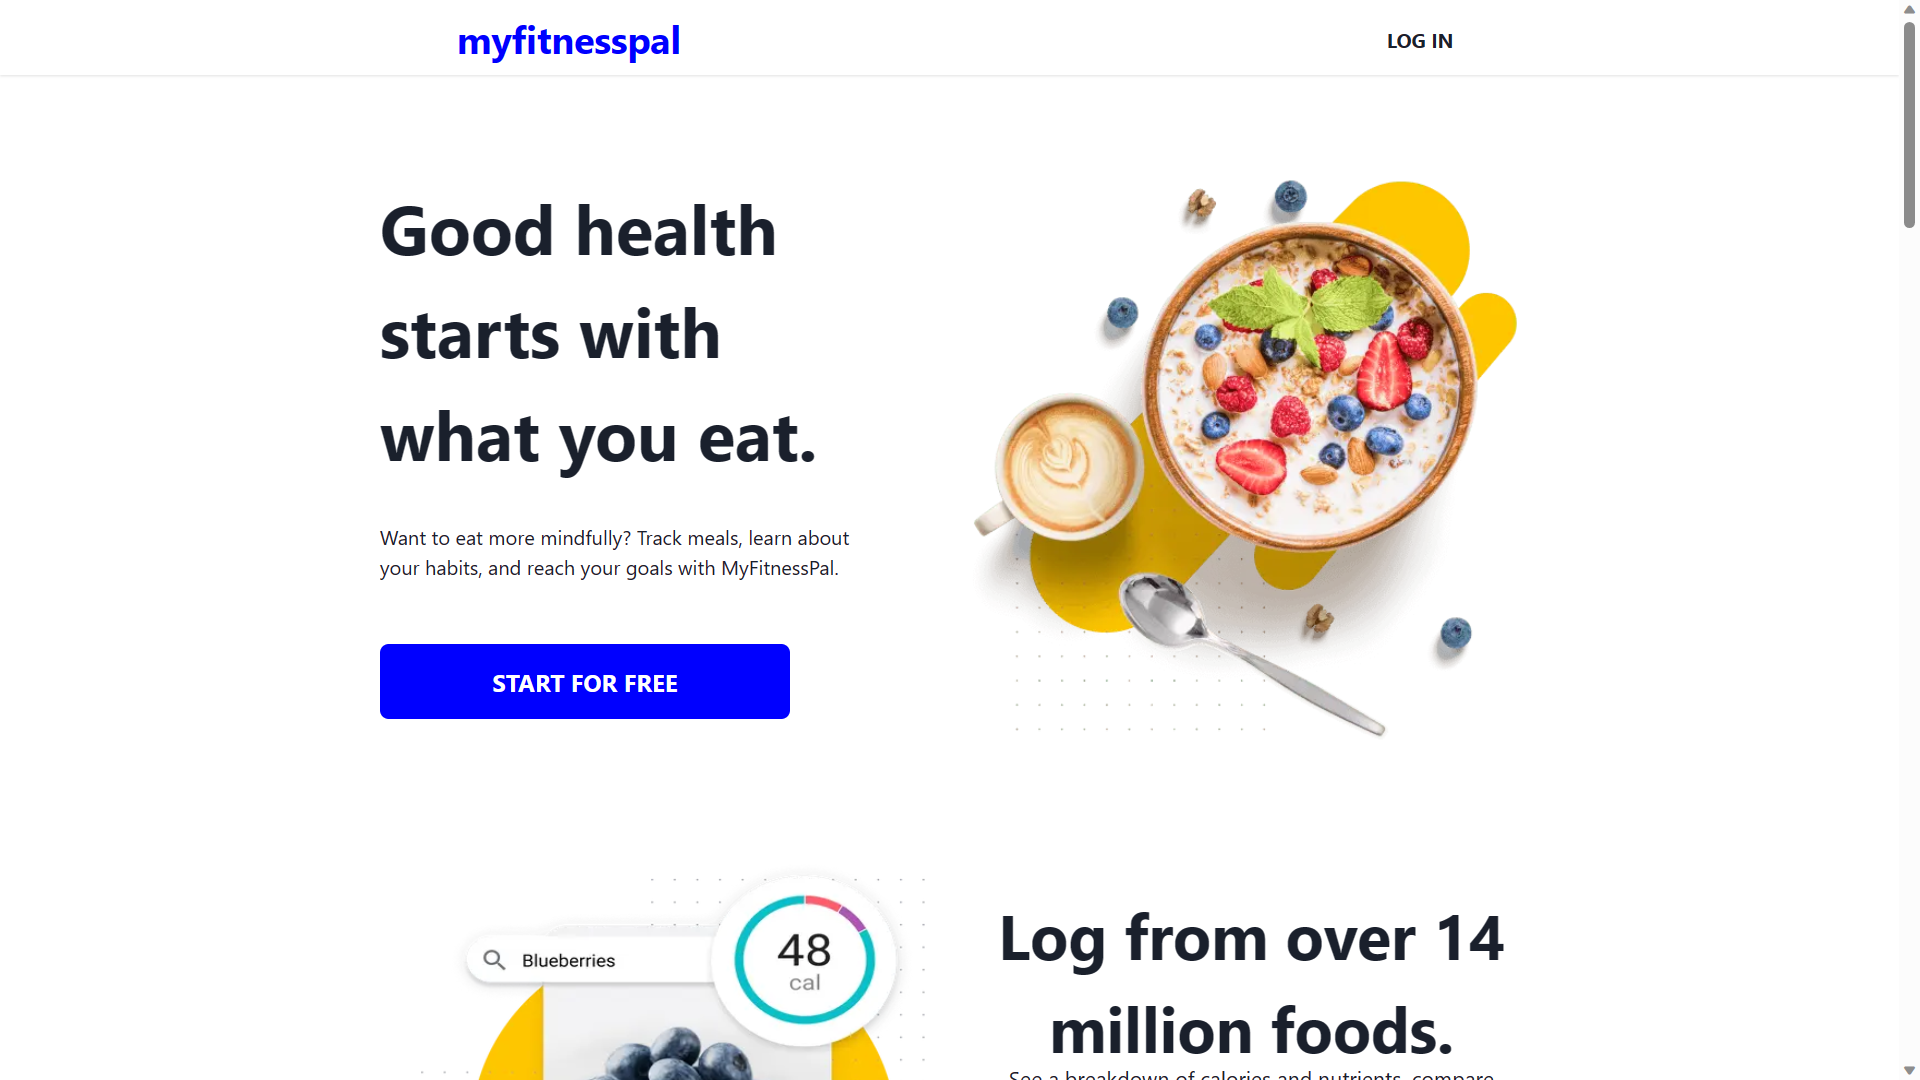 myfitnesspal
LOG IN
Good health
starts with
what you eat.
Want to eat more mindfully? Track meals, learn about
your habits, and reach your goals with MyFitnessPal.
START FOR FREE
Blueberries
48
cal
Log from over 14
million foods.
See a breakdown of calories and nutrients, compare